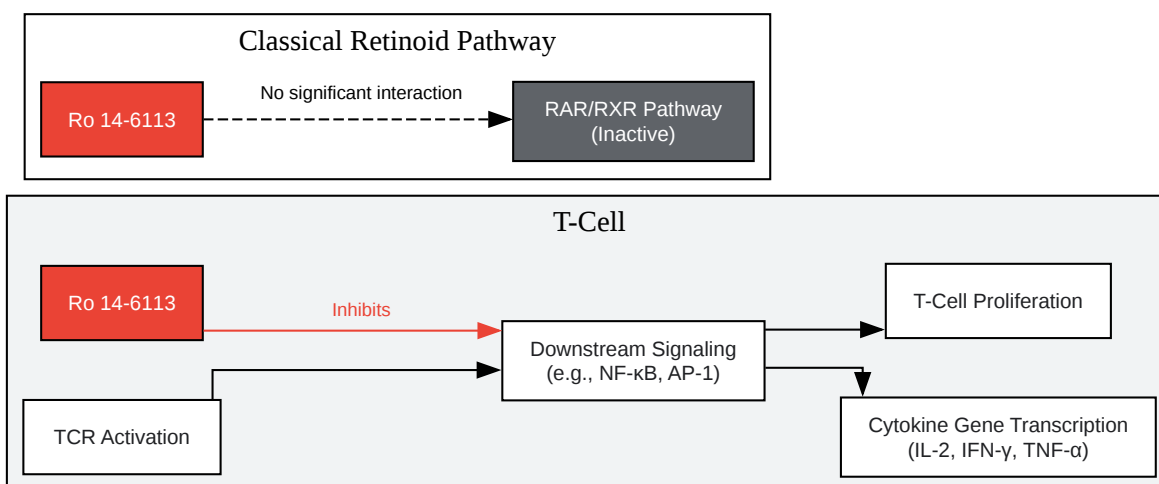 Classical Retinoid Pathway
Ro 14-6113
No significant interaction
RAR/RXR Pathway
(Inactive)
T-Cell
Ro 14-6113
Inhibits
Downstream Signaling
(e.g., NF-κB, AP-1)
T-Cell Proliferation
TCR Activation
Cytokine Gene Transcription
(IL-2, IFN-γ, TNF-α)